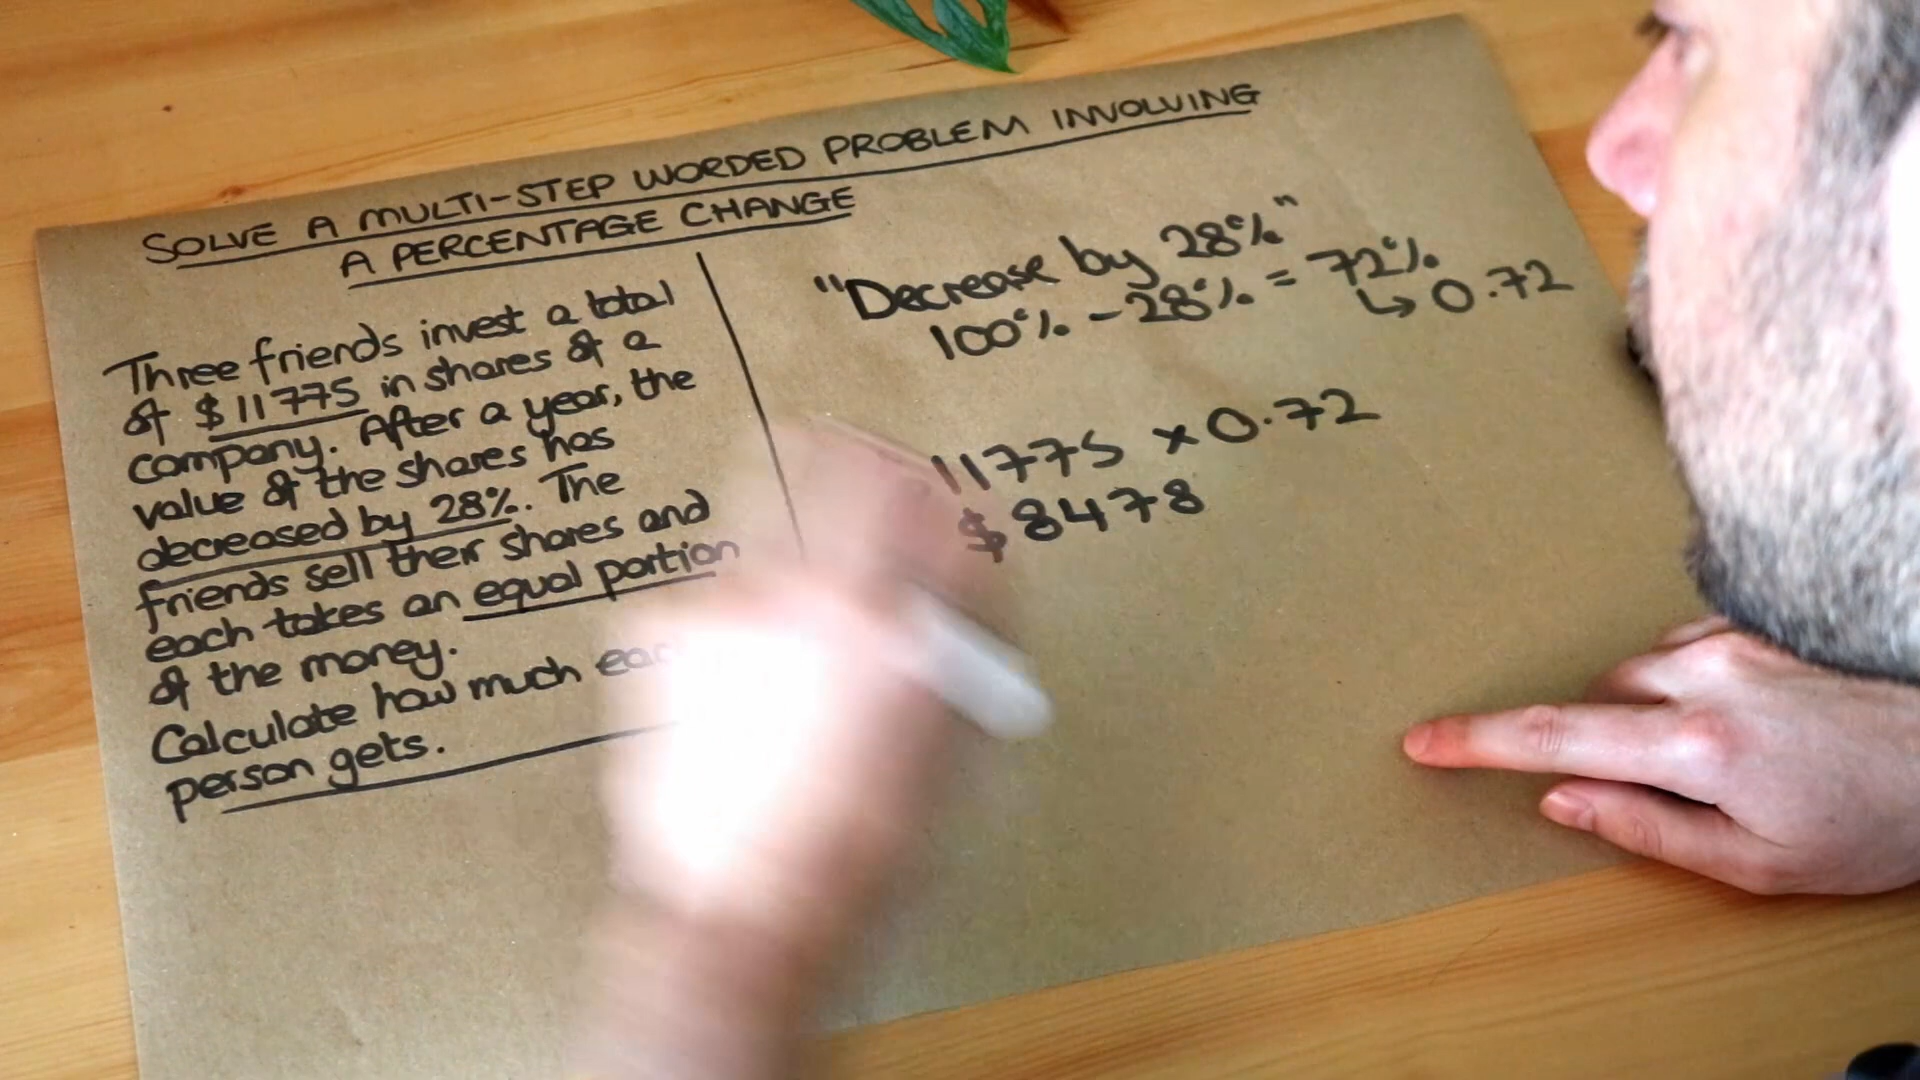 SOLVE A MULTI-STEP WORDED PROBLEM INVOLVING
A PERCENTAGE CHANGE
Three friends invest a total
of $11775 in shares of a
company. After a year, the
value of the shares has
decreased by 28%. The
friends sell their shares and
each takes an equal portion
of the money.
Calculate how much
person gets.
"Decrease by 28%"
100% - 28% = 72%
↳ 0.72
11775 × 0.72
$8478